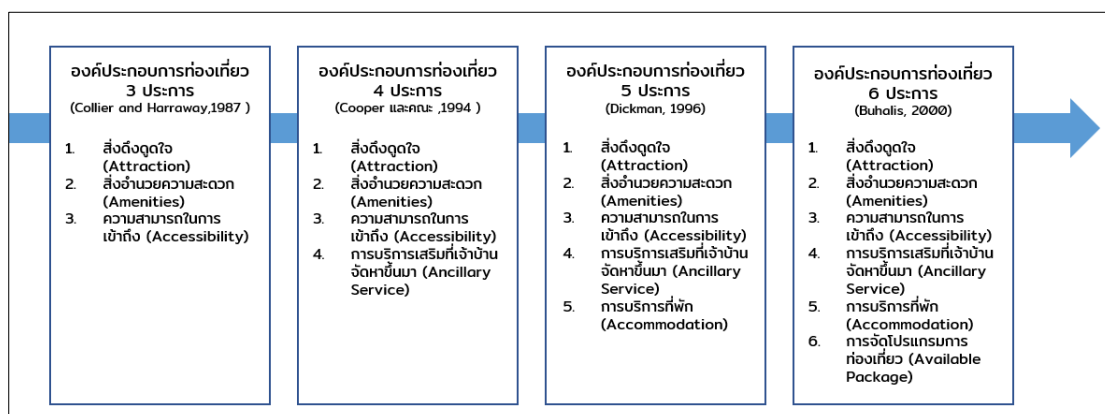 องค์ประกอบการท่องเที่ยว
3 ประการ
(Collier and Harraway,1987 )
1. สิ่งดึงดูดใจ
(Attraction)
2. สิ่งอำนวยความสะดวก
(Amenities)
3. ความสามารถในการ
เข้าถึง (Accessibility)
องค์ประกอบการท่องเที่ยว
4 ประการ
(Cooper และคณะ ,1994 )
1. สิ่งดึงดูดใจ
(Attraction)
2. สิ่งอำนวยความสะดวก
(Amenities)
3. ความสามารถในการ
เข้าถึง (Accessibility)
4. การบริการเสริมที่เจ้าบ้าน
จัดหาขึ้นมา (Ancillary
Service)
องค์ประกอบการท่องเที่ยว
5 ประการ
(Dickman, 1996)
1. สิ่งดึงดูดใจ
(Attraction)
2. สิ่งอำนวยความสะดวก
(Amenities)
3. ความสามารถในการ
เข้าถึง (Accessibility)
4. การบริการเสริมที่เจ้าบ้าน
จัดหาขึ้นมา (Ancillary
Service)
5. การบริการที่พัก
(Accommodation)
องค์ประกอบการท่องเที่ยว
6 ประการ
(Buhalis, 2000)
1. สิ่งดึงดูดใจ
(Attraction)
2. สิ่งอำนวยความสะดวก
(Amenities)
3. ความสามารถในการ
เข้าถึง (Accessibility)
4. การบริการเสริมที่เจ้าบ้าน
จัดหาขึ้นมา (Ancillary
Service)
5. การบริการที่พัก
(Accommodation)
6. การจัดโปรแกรมการ
ท่องเที่ยว (Available
Package)